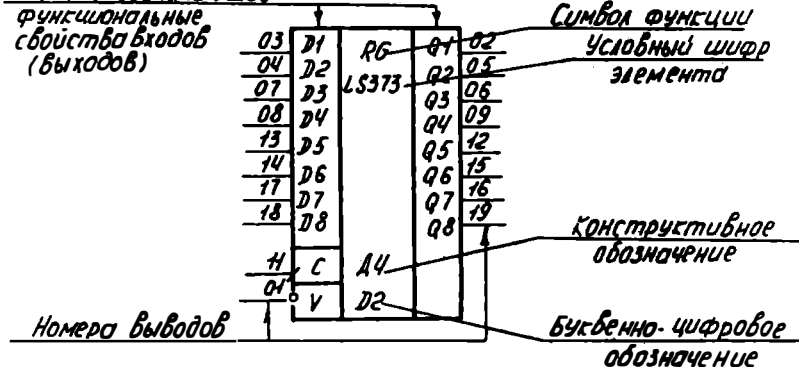 функциональные
свойства входов
(выходов)
Символ функции
Условный шифр
элемента
03 D1 RG Q1 02
04 D2 LS373 Q2 05
07 D3 Q3 06
08 D4 Q4 09
13 D5 Q5 12
14 D6 Q6 15
17 D7 Q7 16
18 D8 Q8 19
Конструктивное
обозначение
11 C Д4
01 V D2
Номера выводов
Буквенно-цифровое
обозначение